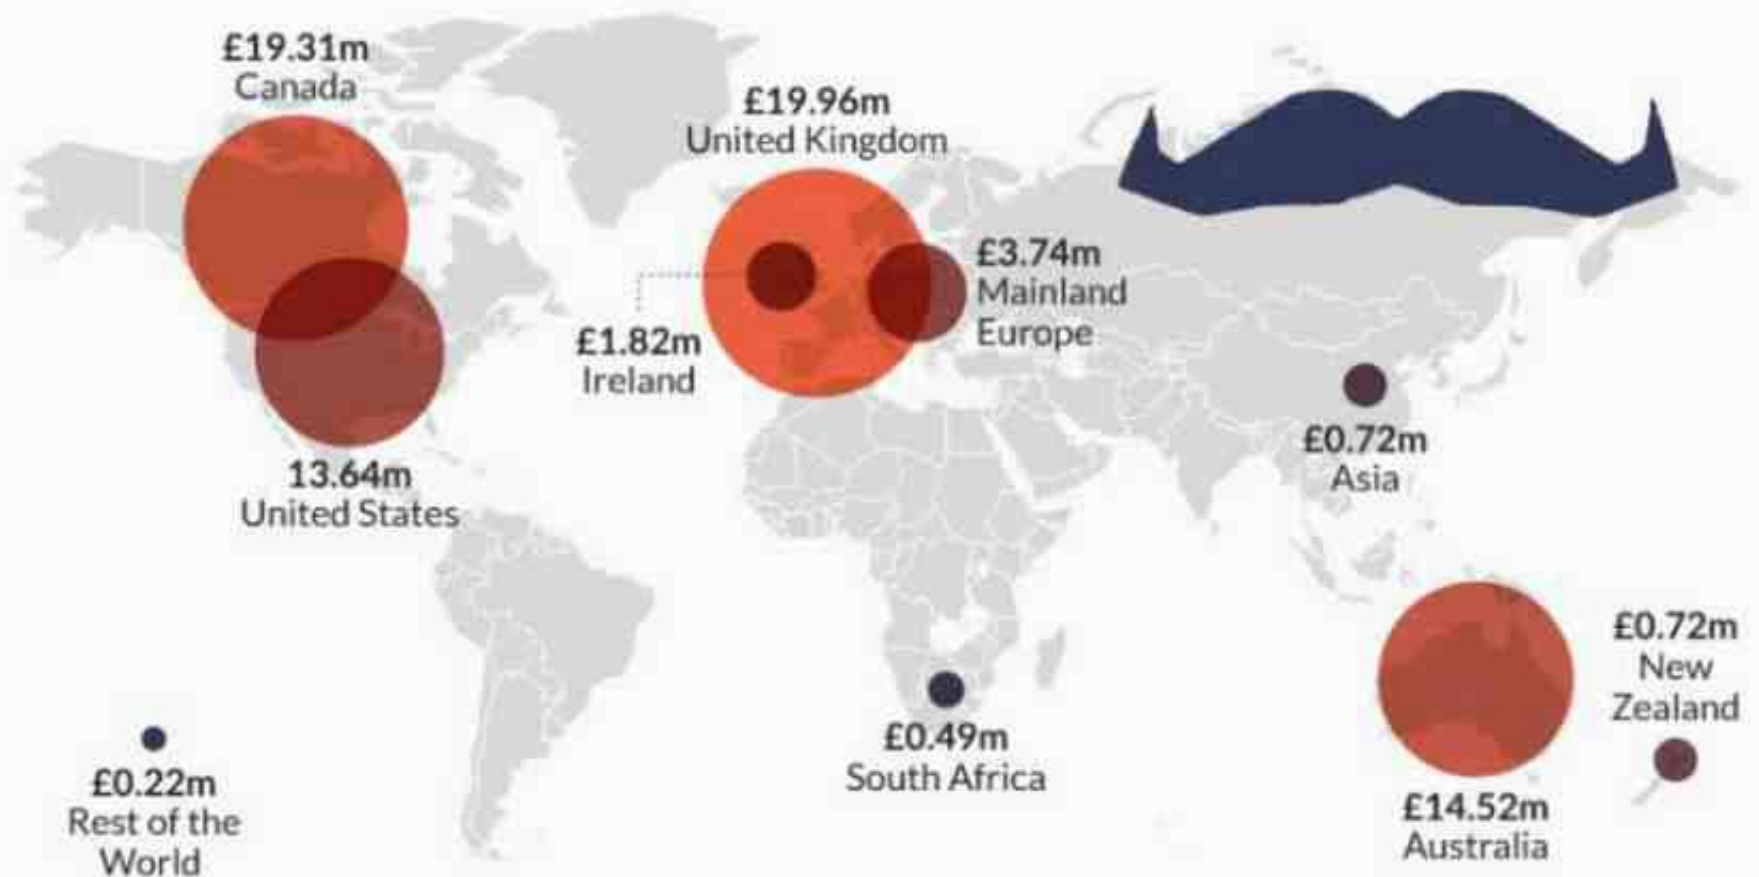 £19.31m
Canada
£19.96m
United Kingdom
£3.74m
Mainland
Europe
£1.82m
Ireland
13.64m
United States
£0.72m
Asia
£0.72m
New
Zealand
£0.49m
South Africa
£0.22m
Rest of the
World
£14.52m
Australia